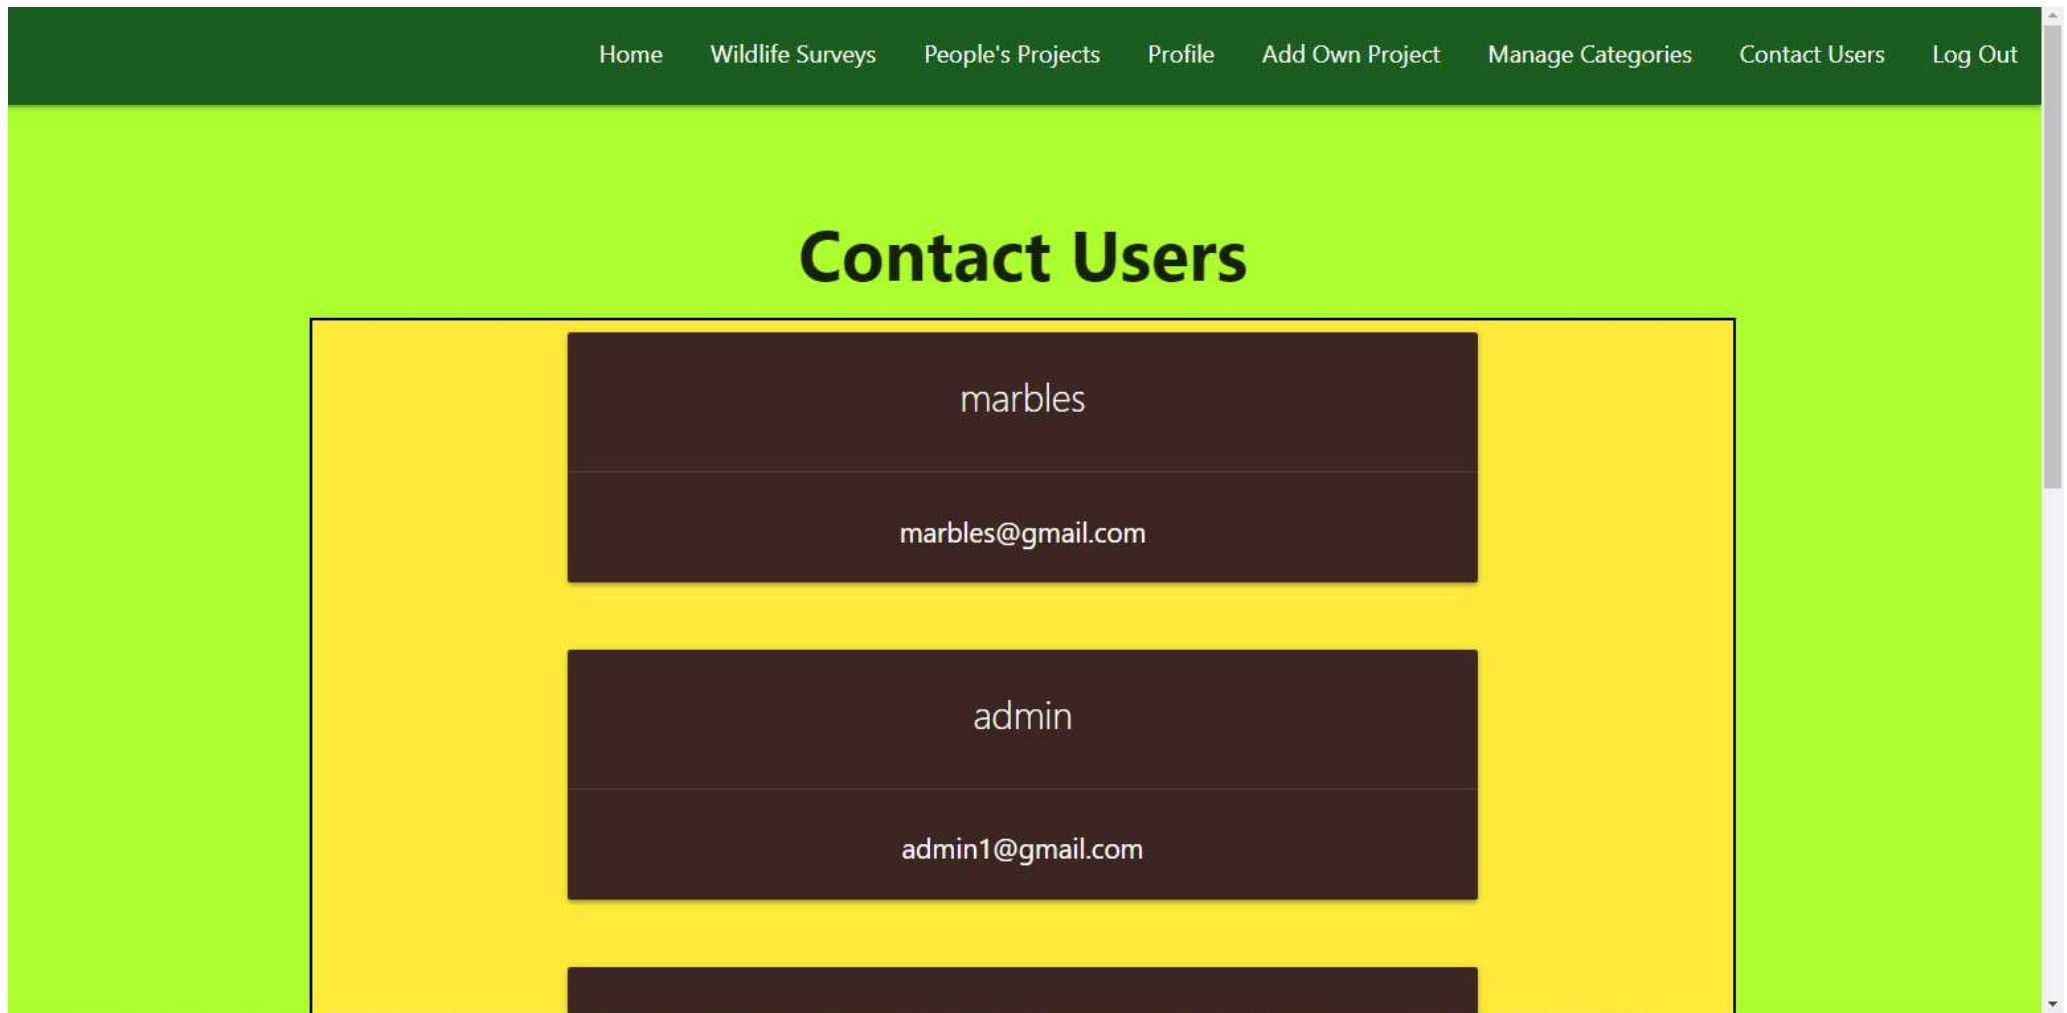 Home Wildlife Surveys People's Projects Profile Add Own Project Manage Categories Contact Users Log Out
Contact Users
marbles
marbles@gmail.com
admin
admin1@gmail.com